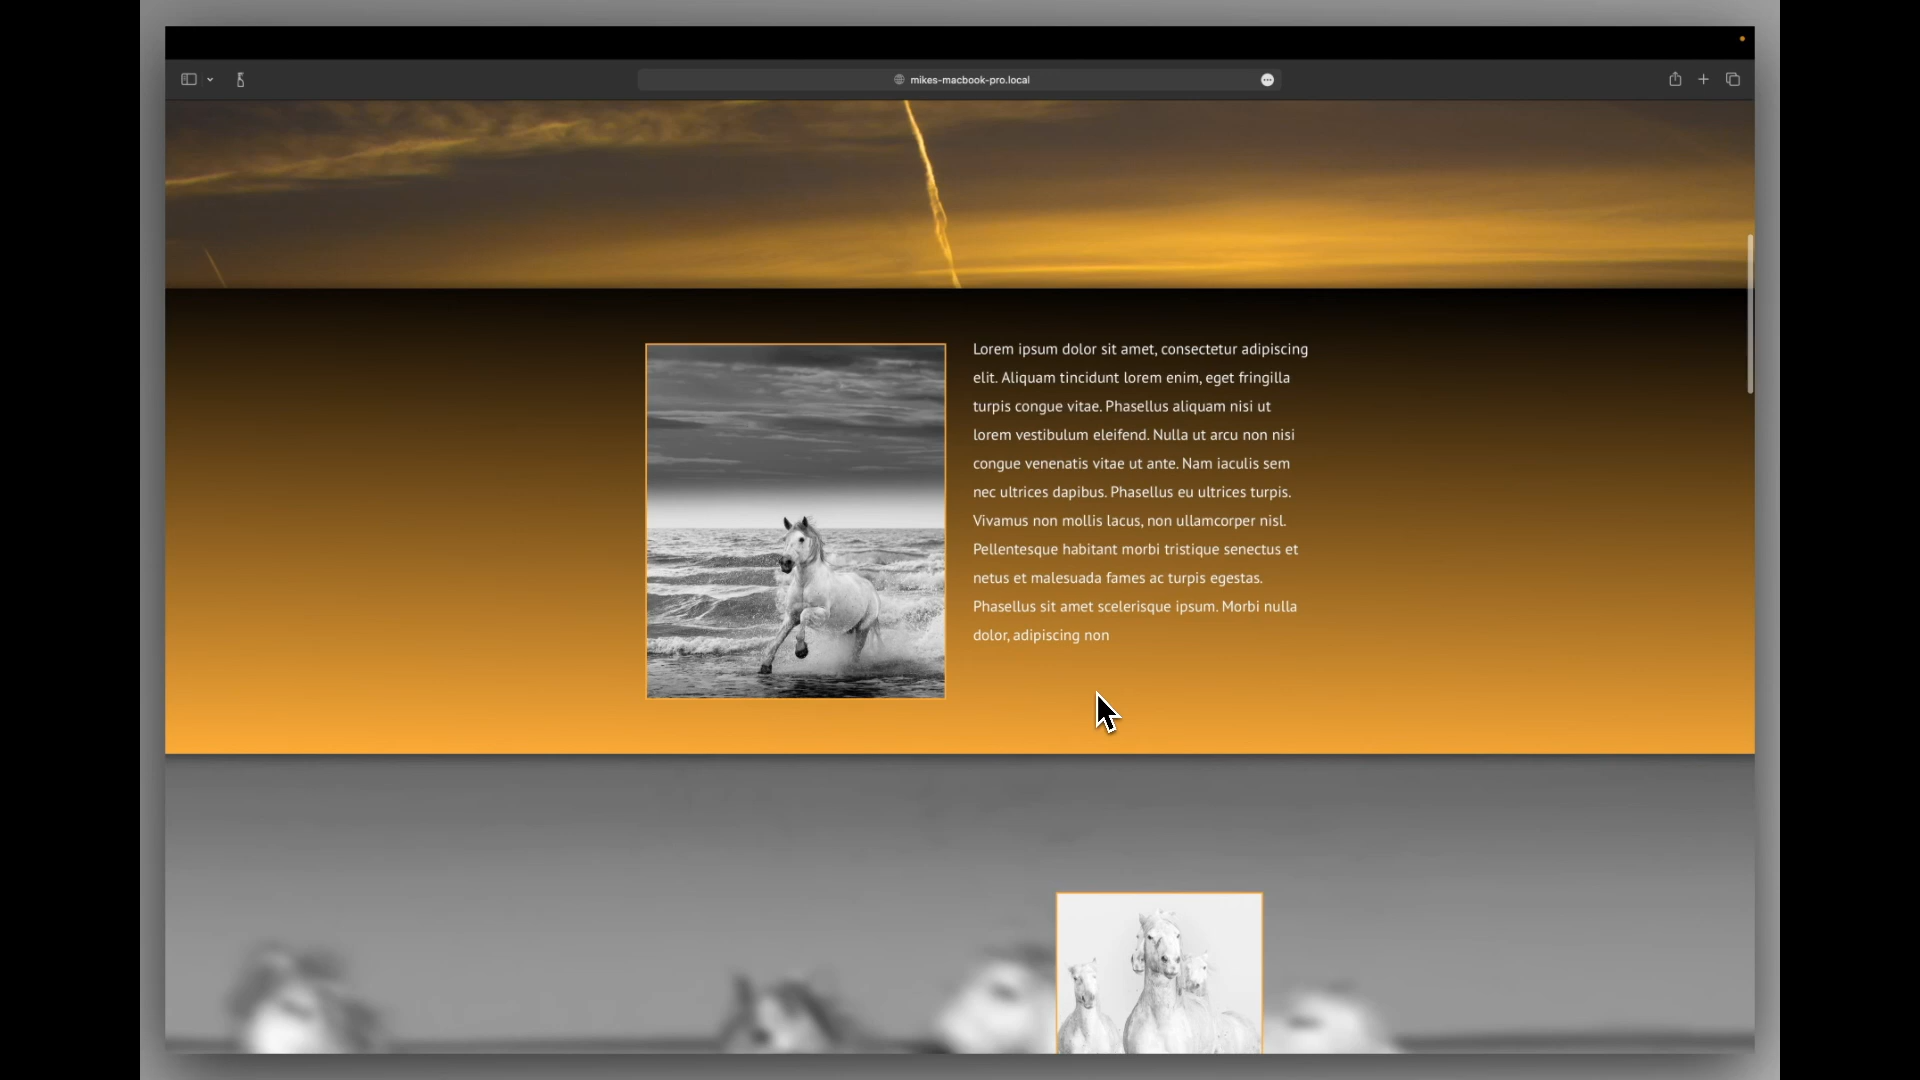 mikes-macbook-pro.local
Lorem ipsum dolor sit amet, consectetur adipiscing
elit. Aliquam tincidunt lorem enim, eget fringilla
turpis congue vitae. Phasellus aliquam nisi ut
lorem vestibulum eleifend. Nulla ut arcu non nisi
congue venenatis vitae ut ante. Nam iaculis sem
nec ultrices dapibus. Phasellus eu ultrices turpis.
Vivamus non mollis lacus, non ullamcorper nisl.
Pellentesque habitant morbi tristique senectus et
netus et malesuada fames ac turpis egestas.
Phasellus sit amet scelerisque ipsum. Morbi nulla
dolor, adipiscing non